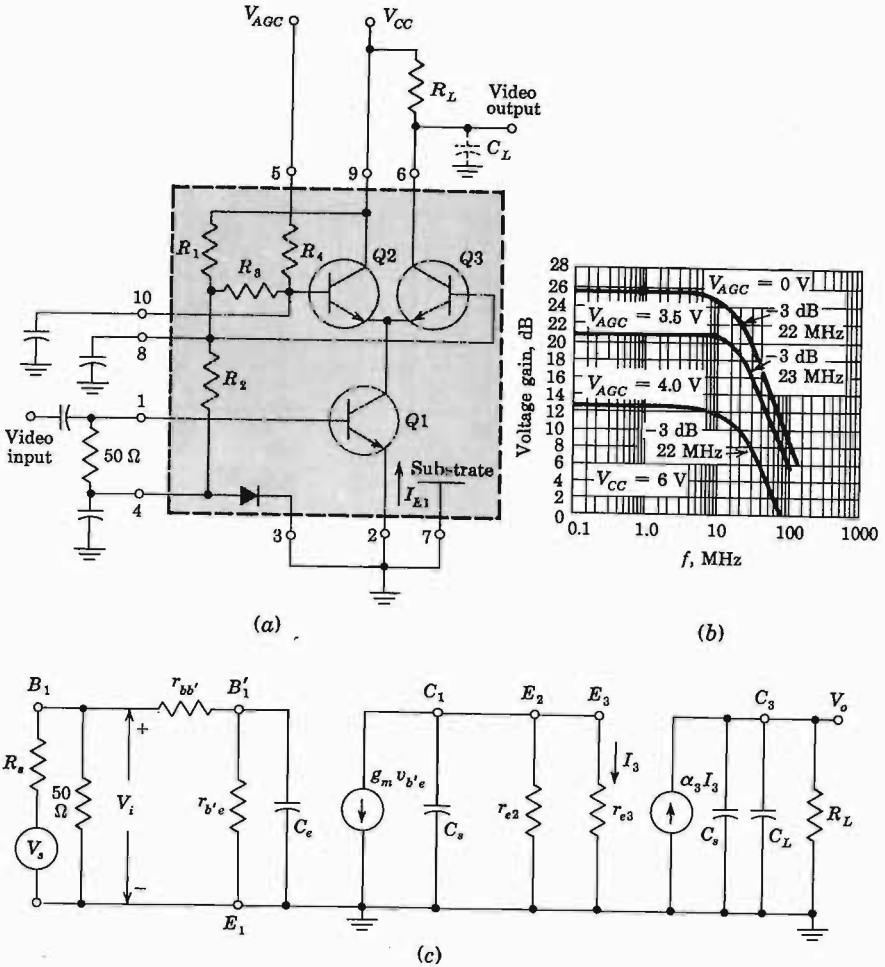 V_AGC V_CC
R_L
Video output
C_L
5 9 6
R_1 R_3 R_4 Q2 Q3
10
8
R_2
1
Q1
Video input
50 Ω
Substrate
I_E1
4
3 2 7
(a)
Voltage gain, dB
28
26
24
22
20
18
16
14
12
10
8
6
4
2
0
V_AGC = 0 V
-3 dB
22 MHz
V_AGC = 3.5 V
-3 dB
23 MHz
V_AGC = 4.0 V
-3 dB
22 MHz
V_CC = 6 V
0.1 1.0 10 100 1000
f, MHz
(b)
B_1 r_bb' B'_1 C_1 E_2 E_3 C_3 V_o
+
R_s
50 Ω
V_i
r_b'e
C_e
g_m v_b'e
C_s
r_e2
I_3
r_e3
α_3 I_3
C_s
C_L
R_L
V_s
−
E_1
(c)